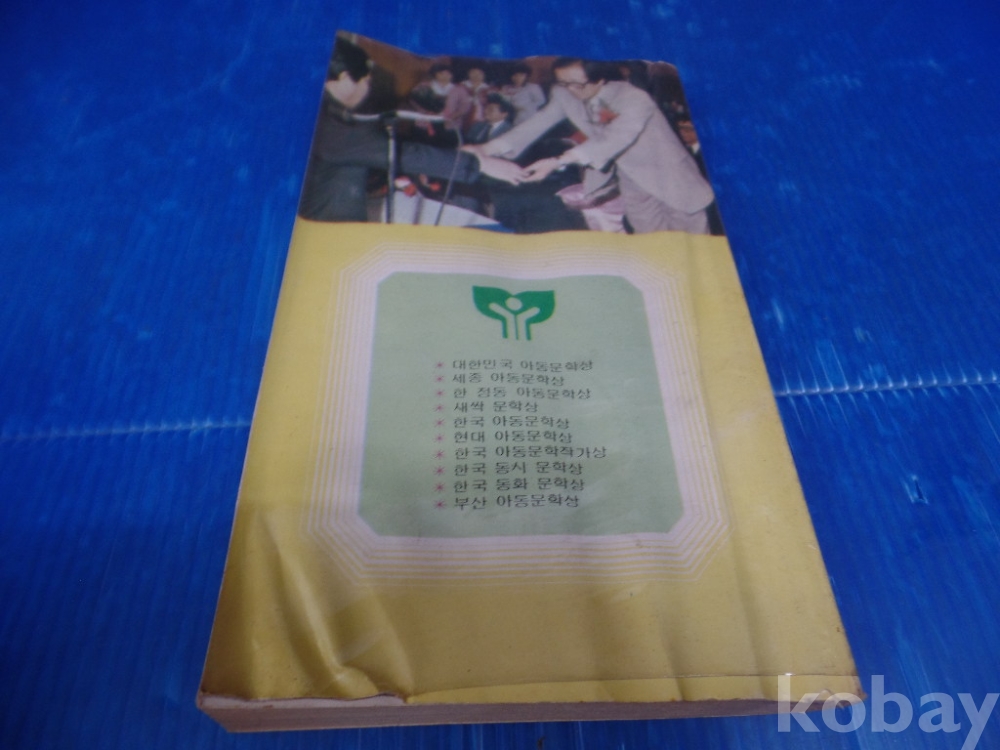 * 대한민국 아동문학상
* 세종 아동문학상
* 한 정동 아동문학상
* 새싹 문학상
* 한국 아동문학상
* 현대 아동문학상
* 한국 아동문학작가상
* 한국 동시 문학상
* 한국 동화 문학상
* 부산 아동문학상
kobay